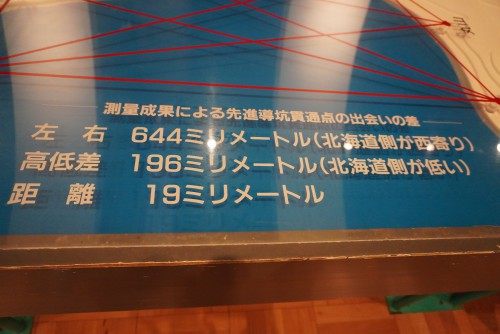 測量成果による先進導坑貫通点の出会いの差
左 右 644ミリメートル(北海道側が西寄り)
高低差 196ミリメートル(北海道側が低い)
距 離 19ミリメートル